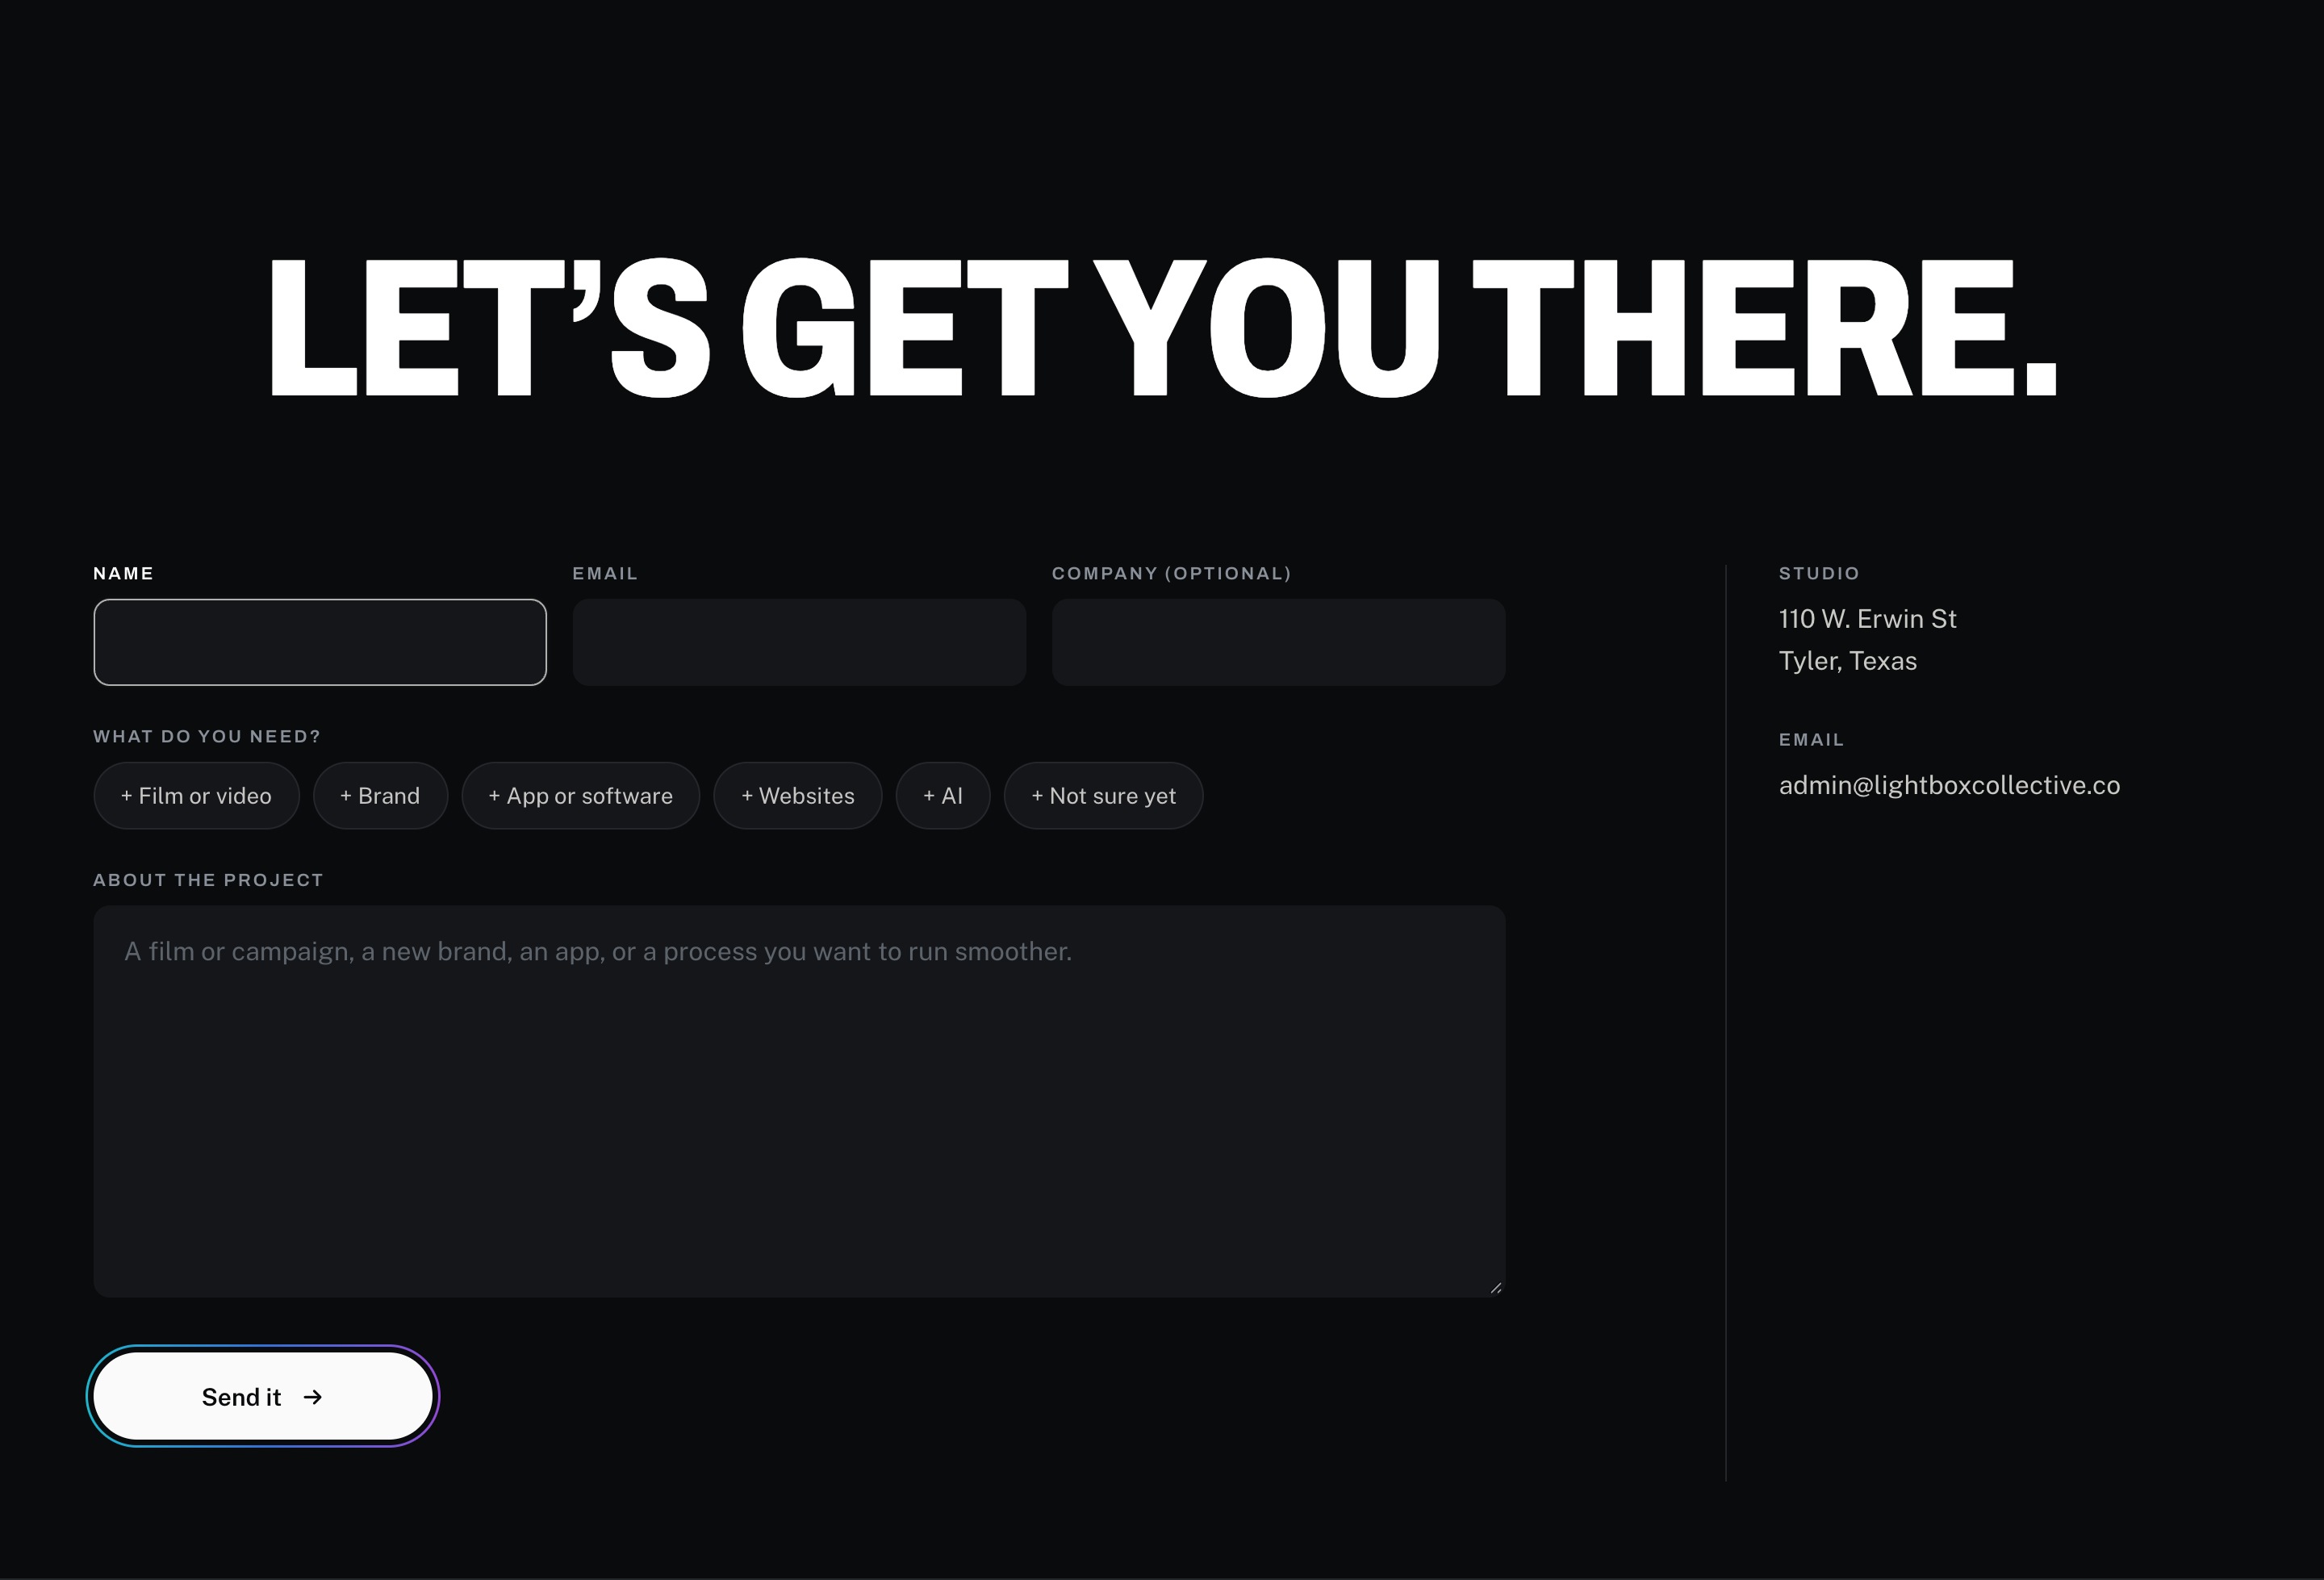 LET’S GET YOU THERE.
NAME
EMAIL
COMPANY (OPTIONAL)
WHAT DO YOU NEED?
+ Film or video
+ Brand
+ App or software
+ Websites
+ AI
+ Not sure yet
ABOUT THE PROJECT
A film or campaign, a new brand, an app, or a process you want to run smoother.
Send it →
STUDIO
110 W. Erwin St
Tyler, Texas
EMAIL
admin@lightboxcollective.co